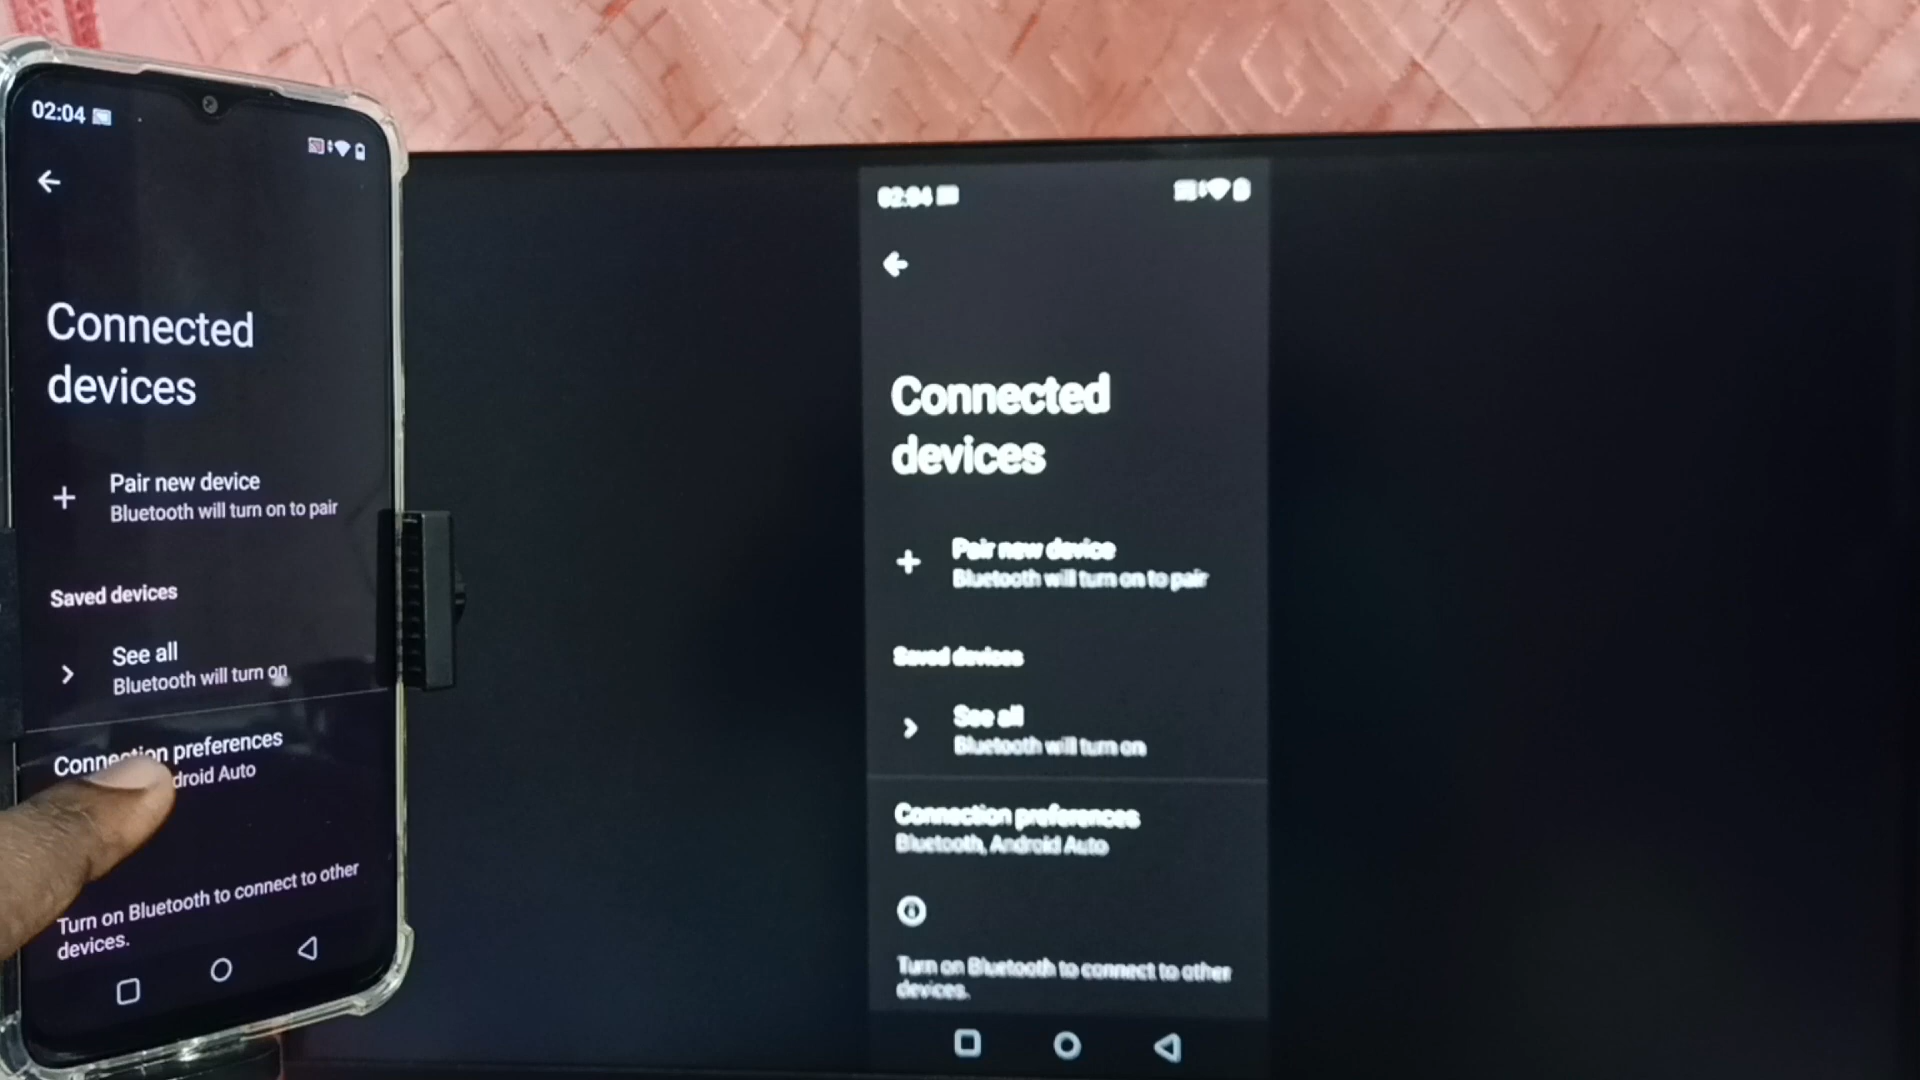 02:04
Connected
devices
Pair new device
Bluetooth will turn on to pair
Saved devices
See all
Bluetooth will turn on
Connection preferences
droid Auto
Turn on Bluetooth to connect to other
devices.
02:04
Connected
devices
Pair new device
Bluetooth will turn on to pair
Saved devices
See all
Bluetooth will turn on
Connection preferences
Bluetooth, Android Auto
Turn on Bluetooth to connect to other
devices.